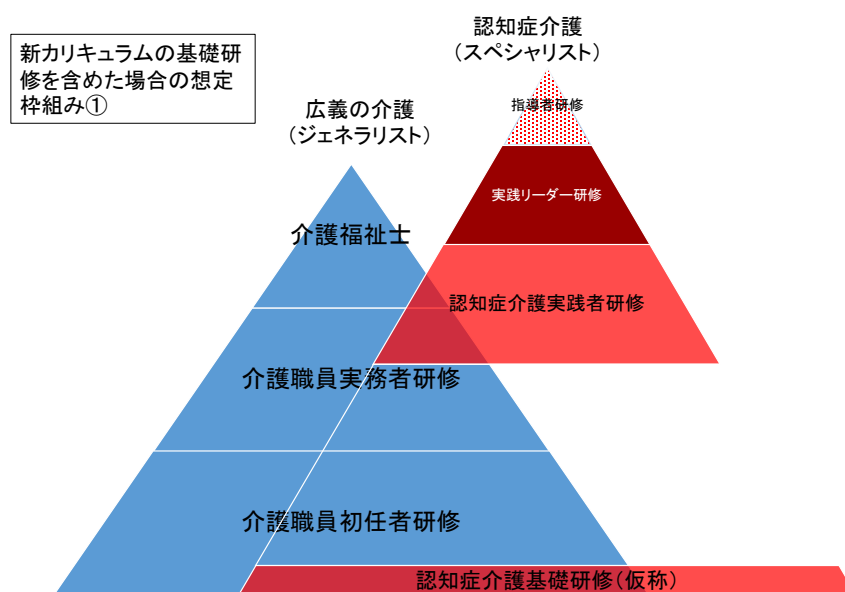 新カリキュラムの基礎研
修を含めた場合の想定
枠組み①
認知症介護
（スペシャリスト）
指導者研修
広義の介護
（ジェネラリスト）
実践リーダー研修
介護福祉士
認知症介護実践者研修
介護職員実務者研修
介護職員初任者研修
認知症介護基礎研修（仮称）